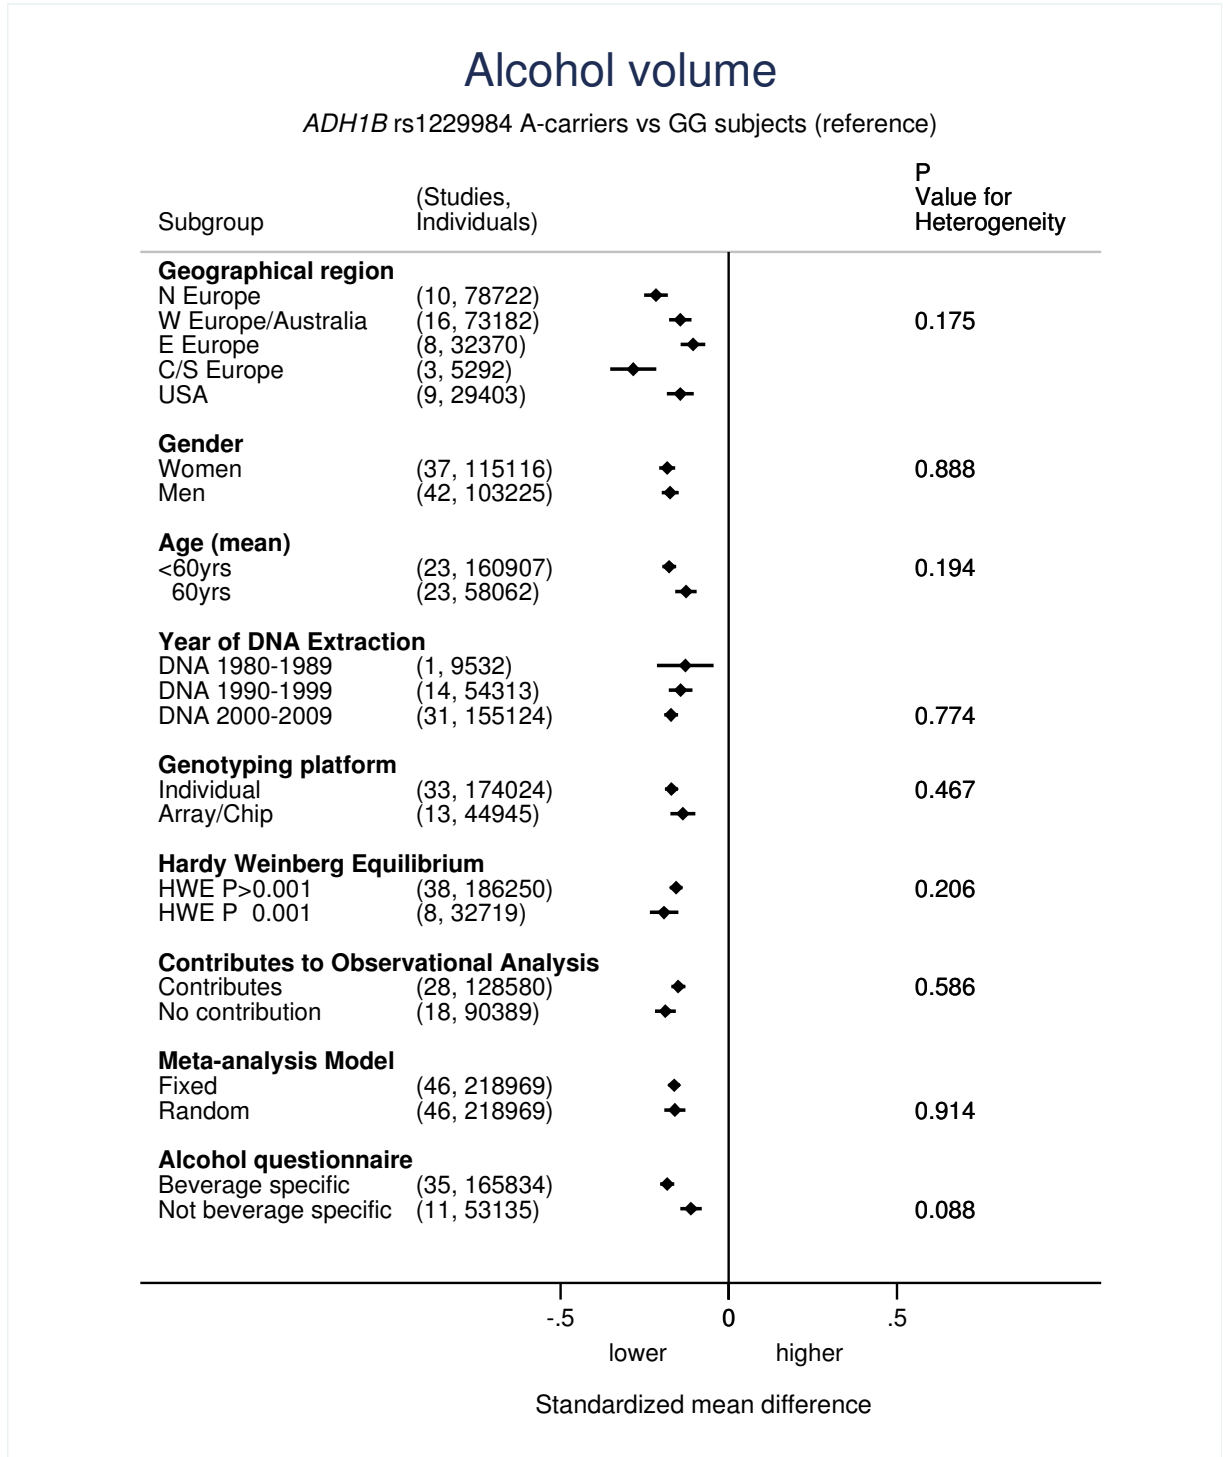 Alcohol volume
ADH1B rs1229984 A-carriers vs GG subjects (reference)
P
(Studies, Value for
Subgroup Individuals) Heterogeneity
Geographical region
N Europe (10, 78722)
W Europe/Australia (16, 73182) 0.175
E Europe (8, 32370)
C/S Europe (3, 5292)
USA (9, 29403)
Gender
Women (37, 115116) 0.888
Men (42, 103225)
Age (mean)
<60yrs (23, 160907) 0.194
60yrs (23, 58062)
Year of DNA Extraction
DNA 1980-1989 (1, 9532)
DNA 1990-1999 (14, 54313)
DNA 2000-2009 (31, 155124) 0.774
Genotyping platform
Individual (33, 174024) 0.467
Array/Chip (13, 44945)
Hardy Weinberg Equilibrium
HWE P>0.001 (38, 186250) 0.206
HWE P 0.001 (8, 32719)
Contributes to Observational Analysis
Contributes (28, 128580) 0.586
No contribution (18, 90389)
Meta-analysis Model
Fixed (46, 218969)
Random (46, 218969) 0.914
Alcohol questionnaire
Beverage specific (35, 165834)
Not beverage specific (11, 53135) 0.088
-.5 0 .5
lower higher
Standardized mean difference